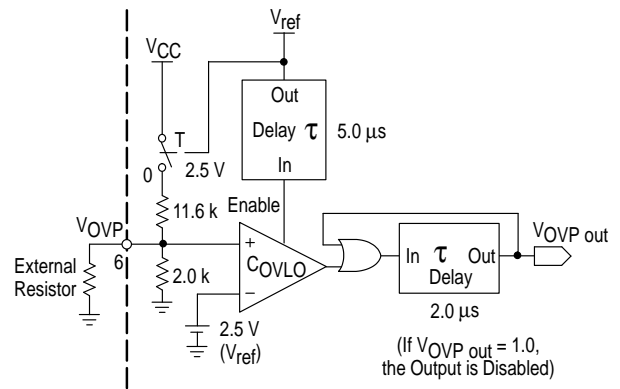 Vref
VCC
Out
Delay τ
5.0 µs
In
T
0
2.5 V
11.6 k
Enable
VOVP
6
External
Resistor
2.0 k
+
COVLO
–
2.5 V
(Vref)
In τ Out
Delay
2.0 µs
VOVP out
(If VOVP out = 1.0,
the Output is Disabled)